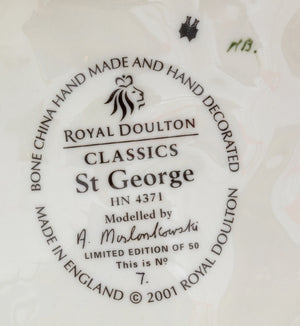 H.B.
BONE CHINA HAND MADE AND HAND DECORATED
ROYAL DOULTON
CLASSICS
St George
HN 4371
Modelled by
A. Maslankowski
LIMITED EDITION OF 50
This is Nº
7.
MADE IN ENGLAND © 2001 ROYAL DOULTON